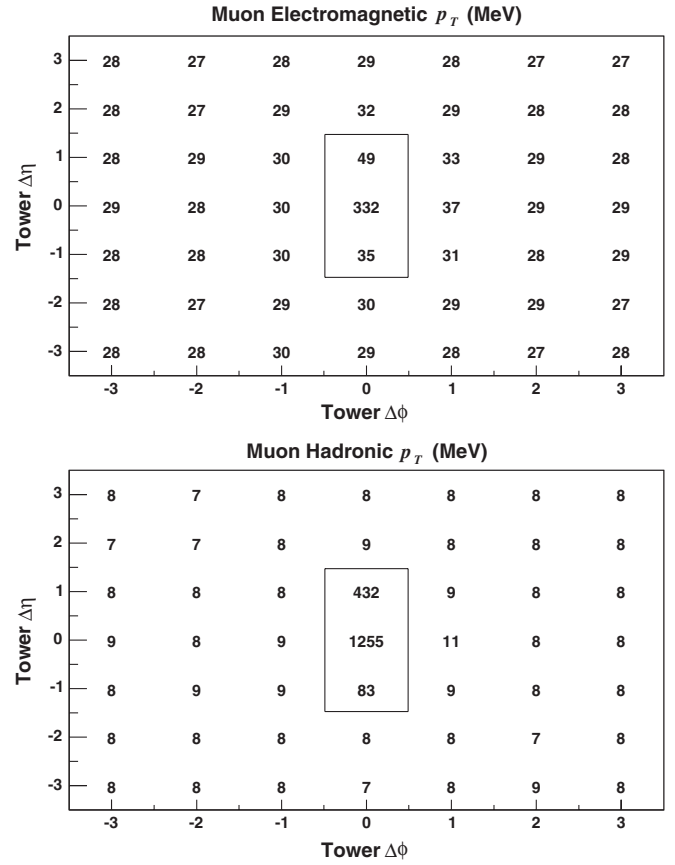 Muon Electromagnetic p_T (MeV)
3 28 27 28 29 28 27 27
2 28 27 29 32 29 28 28
1 28 29 30 49 33 29 28
0 29 28 30 332 37 29 29
-1 28 28 30 35 31 28 29
-2 28 27 29 30 29 29 27
-3 28 28 30 29 28 27 28
Tower Δη
-3 -2 -1 0 1 2 3
Tower Δϕ
Muon Hadronic p_T (MeV)
3 8 7 8 8 8 8 8
2 7 7 8 9 8 8 8
1 8 8 8 432 9 8 8
0 9 8 9 1255 11 8 8
-1 8 9 9 83 9 8 8
-2 8 8 8 8 8 7 8
-3 8 8 8 7 8 9 8
Tower Δη
-3 -2 -1 0 1 2 3
Tower Δϕ